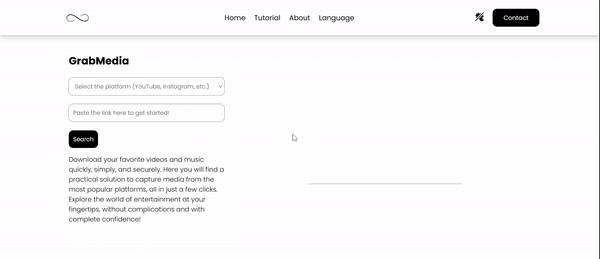 Home Tutorial About Language Contact
GrabMedia
Select the platform (YouTube, Instagram, etc.)
Paste the link here to get started!
Search
Download your favorite videos and music
quickly, simply, and securely. Here you will find a
practical solution to capture media from the
most popular platforms, all in just a few clicks.
Explore the world of entertainment at your
fingertips, without complications and with
complete confidence!